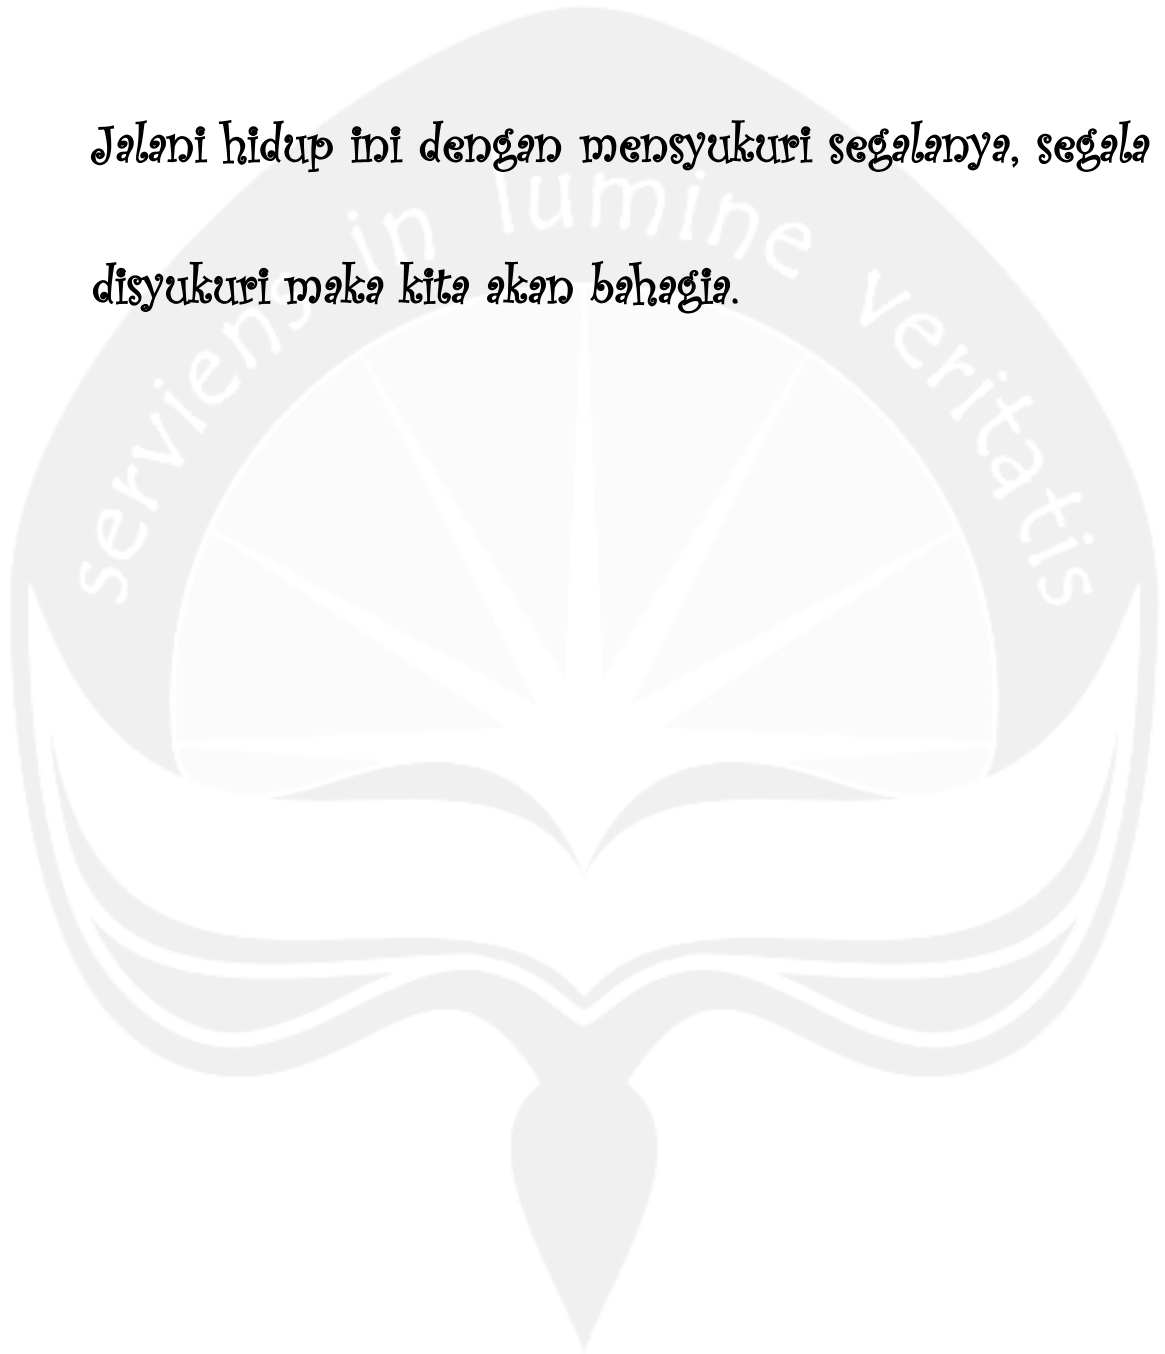 Jalani hidup ini dengan mensyukuri segalanya, segala
disyukuri maka kita akan bahagia.
serviens in lumine veritatis